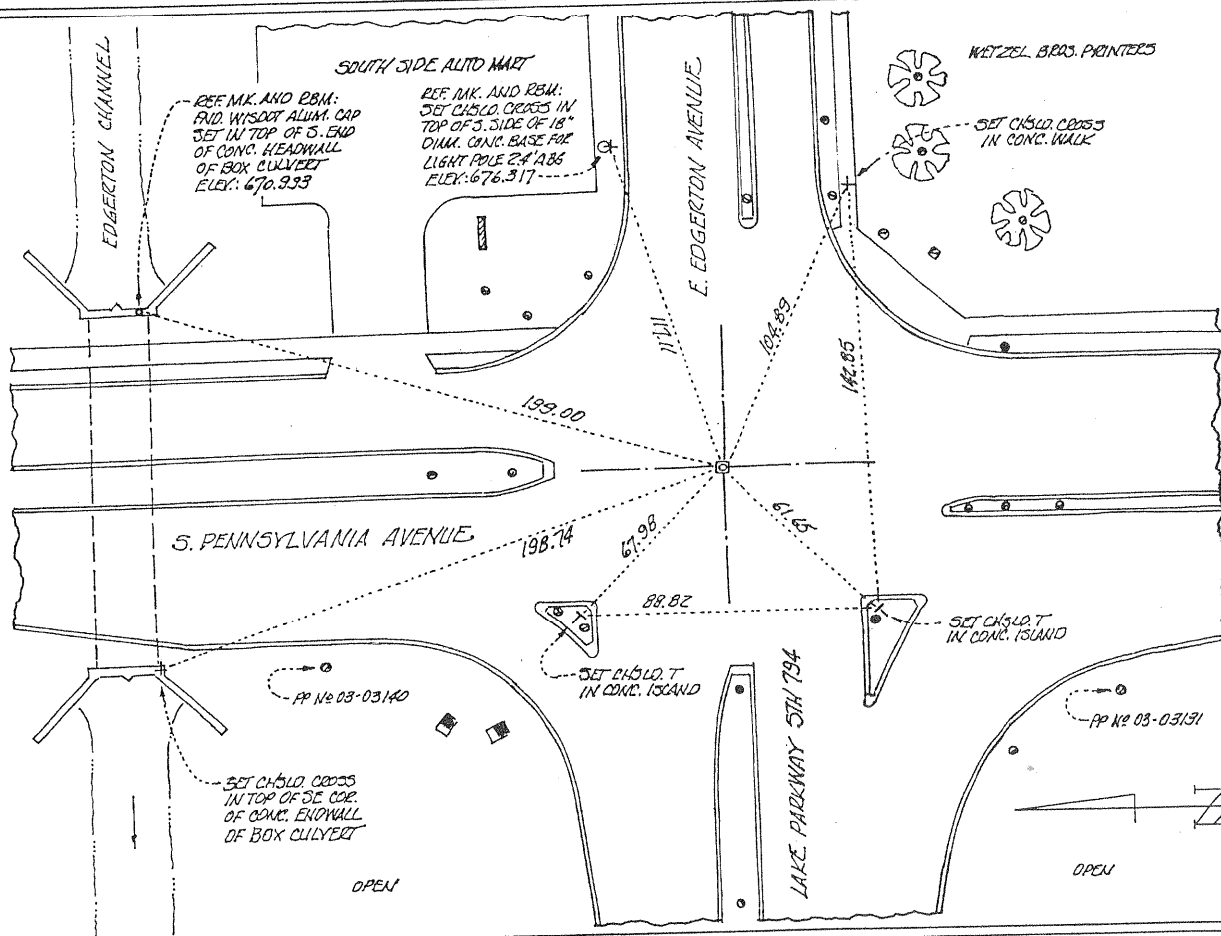 EDGERTON CHANNEL
SOUTH SIDE AUTO MART
REF. MK. AND RBM:
FND. WISDOT ALUM. CAP
SET IN TOP OF S. END
OF CONC. HEADWALL
OF BOX CULVERT
ELEV.: 670.933
REF. MK. AND RBM:
SET CHSLD. CROSS IN
TOP OF S. SIDE OF 18"
DIAM. CONC. BASE FOR
LIGHT POLE 2.4' ABG
ELEV.: 676.317
E. EDGERTON AVENUE
WETZEL BROS. PRINTERS
SET CHSLD. CROSS
IN CONC. WALK
117.11
104.89
142.85
199.00
S. PENNSYLVANIA AVENUE
198.74
67.98
61.65
88.82
SET CHSLD. T
IN CONC. ISLAND
SET CHSLD. T
IN CONC. ISLAND
PP No 03-03140
PP No 03-03131
SET CHSLD. CROSS
IN TOP OF SE COR.
OF CONC. ENDWALL
OF BOX CULVERT
LAKE PARKWAY STH 794
OPEN
OPEN